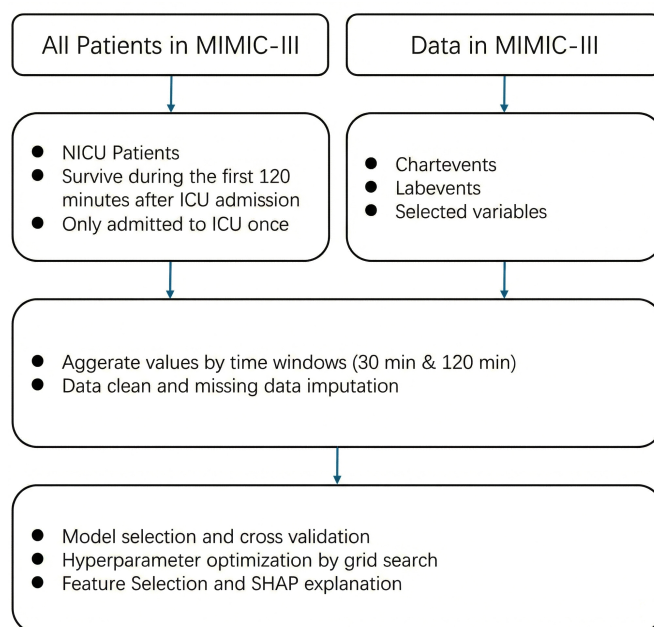 All Patients in MIMIC-III
Data in MIMIC-III
● NICU Patients
● Survive during the first 120
minutes after ICU admission
● Only admitted to ICU once
● Chartevents
● Labevents
● Selected variables
● Aggerate values by time windows (30 min & 120 min)
● Data clean and missing data imputation
● Model selection and cross validation
● Hyperparameter optimization by grid search
● Feature Selection and SHAP explanation